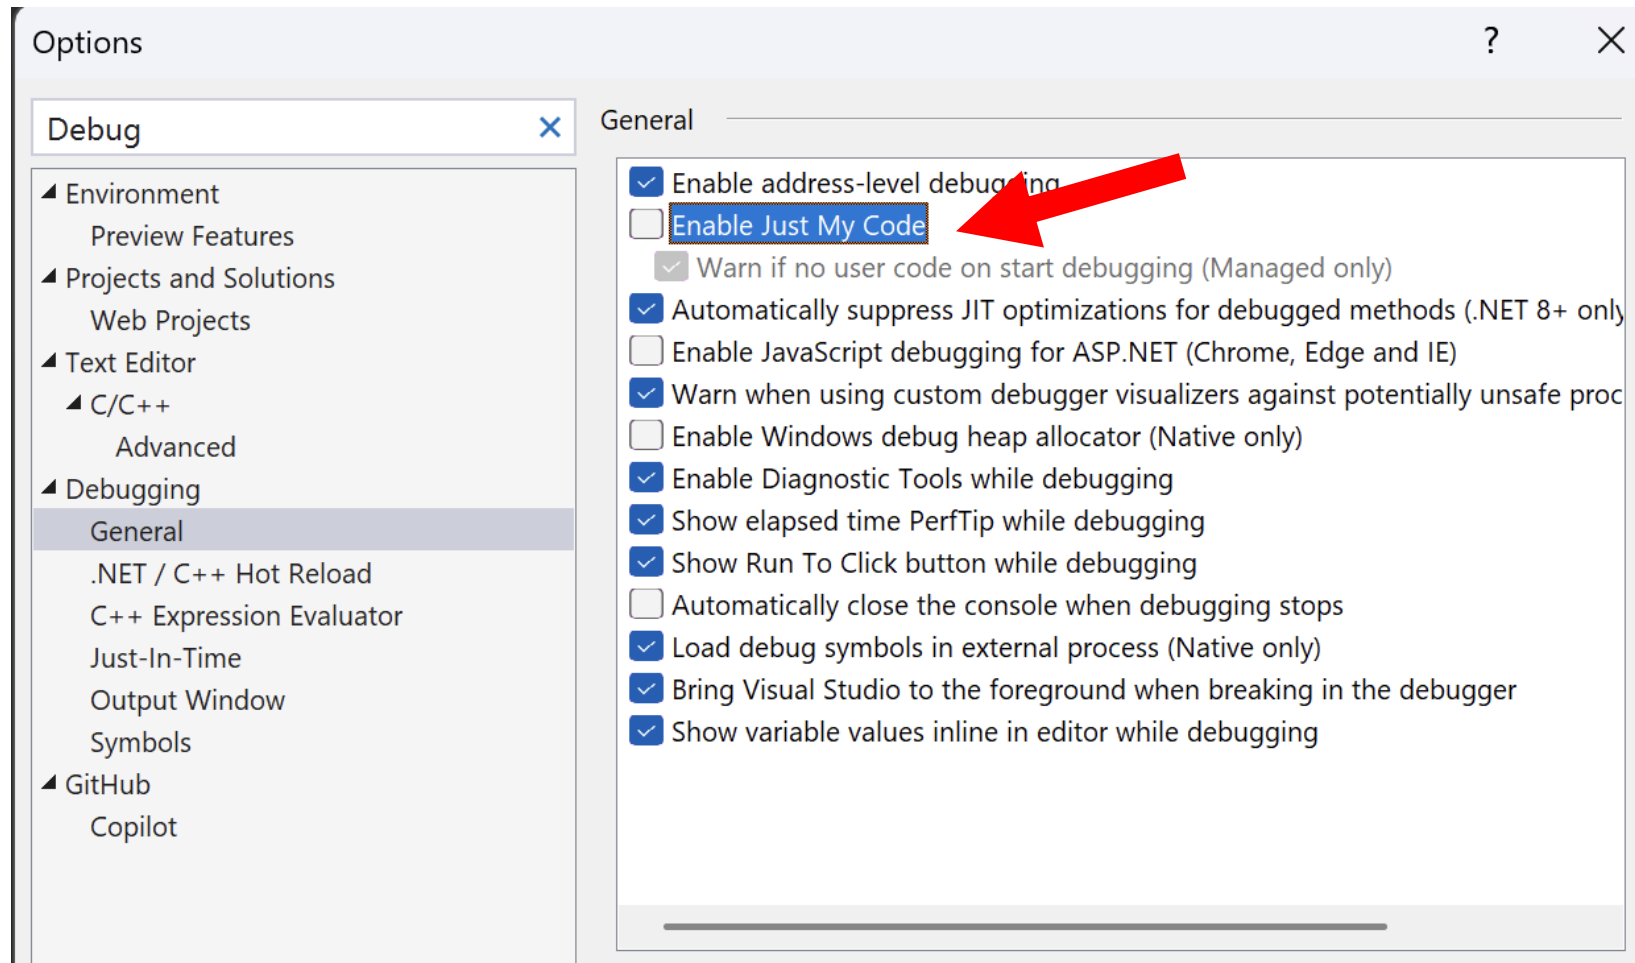 Options
?
Debug
Environment
Preview Features
Projects and Solutions
Web Projects
Text Editor
C/C++
Advanced
Debugging
General
.NET / C++ Hot Reload
C++ Expression Evaluator
Just-In-Time
Output Window
Symbols
GitHub
Copilot
General
Enable address-level debugging
Enable Just My Code
Warn if no user code on start debugging (Managed only)
Automatically suppress JIT optimizations for debugged methods (.NET 8+ only
Enable JavaScript debugging for ASP.NET (Chrome, Edge and IE)
Warn when using custom debugger visualizers against potentially unsafe proc
Enable Windows debug heap allocator (Native only)
Enable Diagnostic Tools while debugging
Show elapsed time PerfTip while debugging
Show Run To Click button while debugging
Automatically close the console when debugging stops
Load debug symbols in external process (Native only)
Bring Visual Studio to the foreground when breaking in the debugger
Show variable values inline in editor while debugging